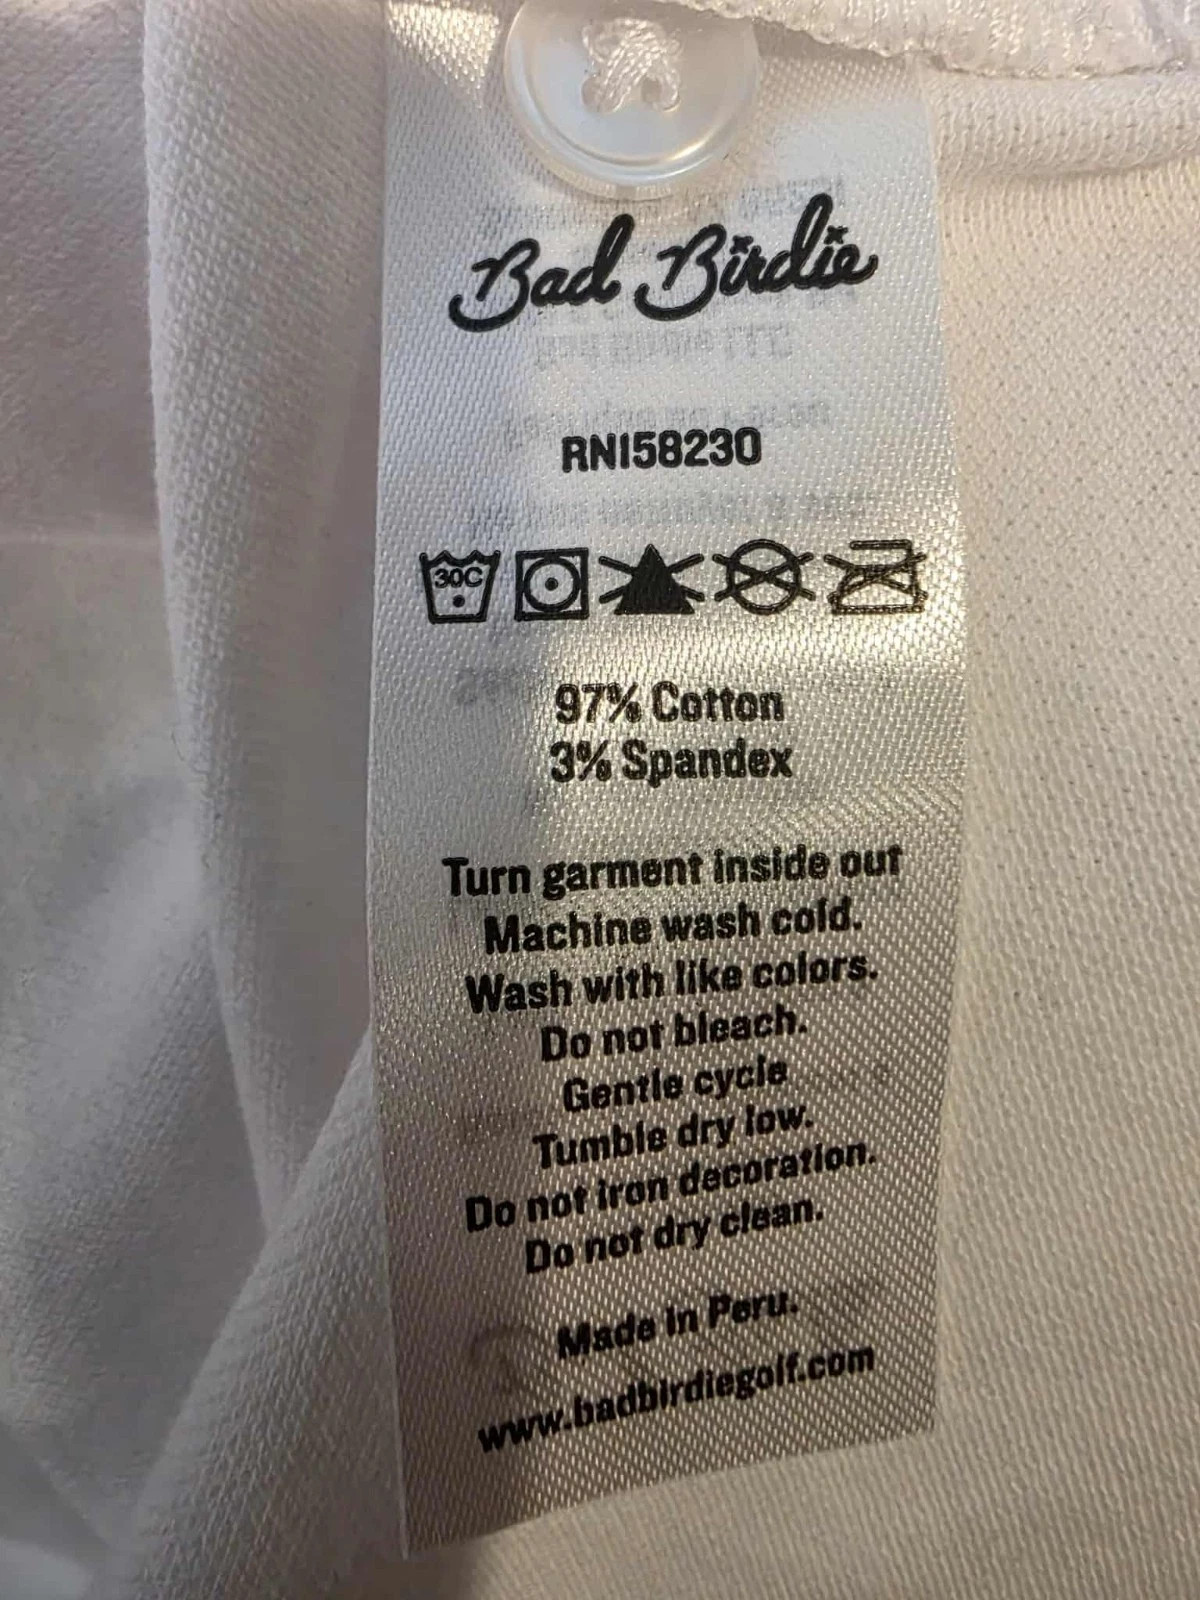 Bad Birdie
RN158230
30C
97% Cotton
3% Spandex
Turn garment inside out
Machine wash cold.
Wash with like colors.
Do not bleach.
Gentle cycle
Tumble dry low.
Do not iron decoration.
Do not dry clean.
Made in Peru.
www.badbirdiegolf.com